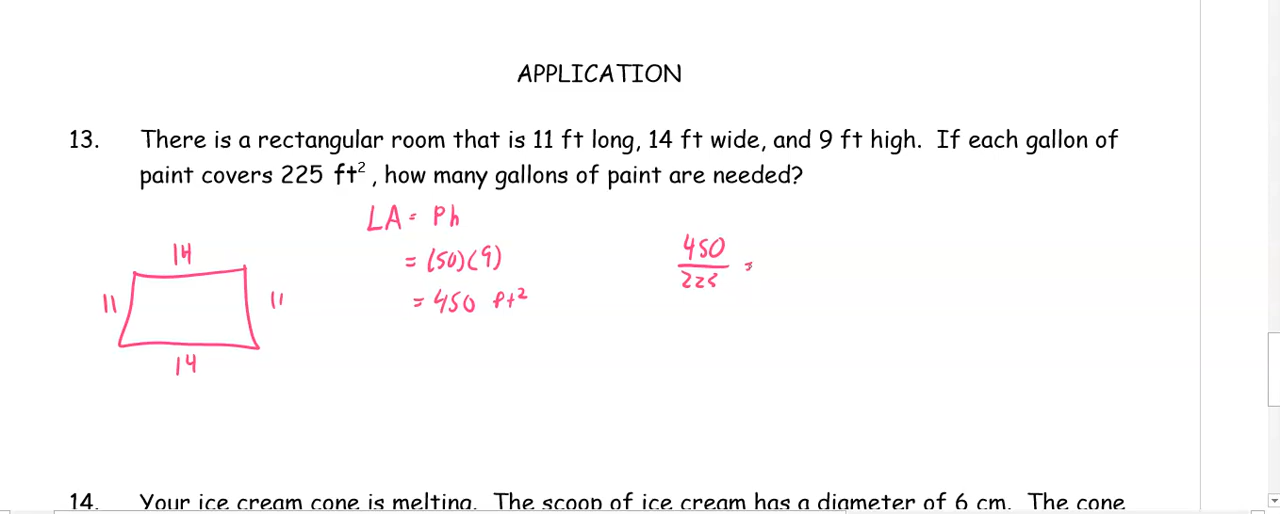 APPLICATION
13. There is a rectangular room that is 11 ft long, 14 ft wide, and 9 ft high. If each gallon of
paint covers 225 ft², how many gallons of paint are needed?
LA = Ph
= (50)(9)
= 450 ft²
450
225 =
14
11
11
14
14. Your ice cream cone is melting. The scoop of ice cream has a diameter of 6 cm. The cone